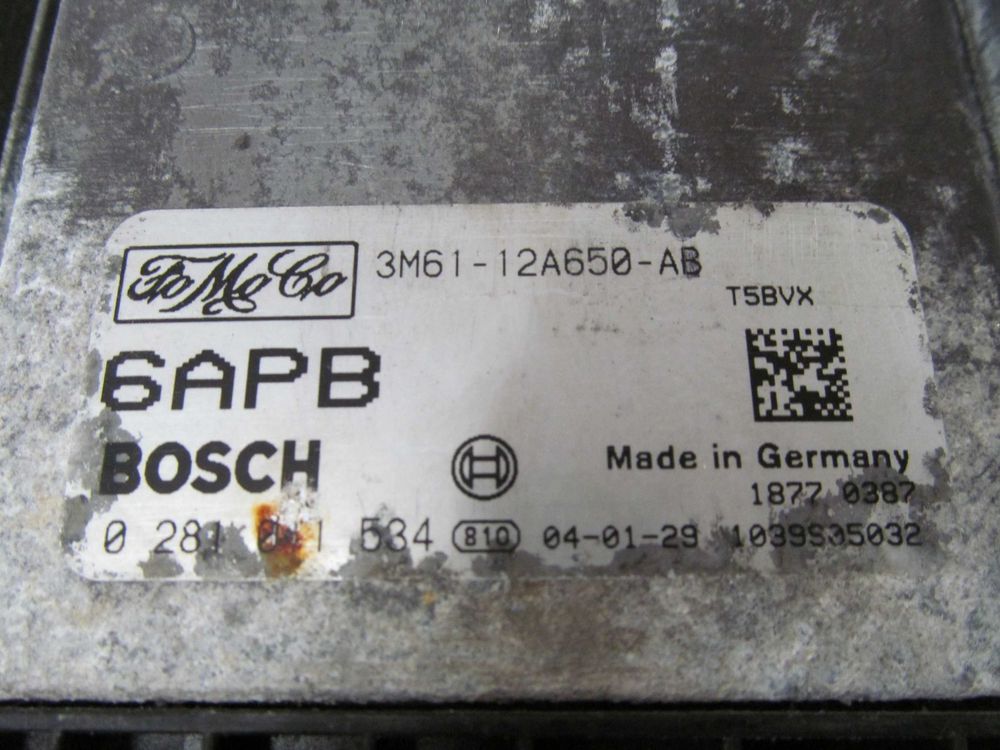 FoMoCo 3M61-12A650-AB
T5BVX
6APB
BOSCH Made in Germany
1877 0387
0 281 011 534 810 04-01-29 1039S05032